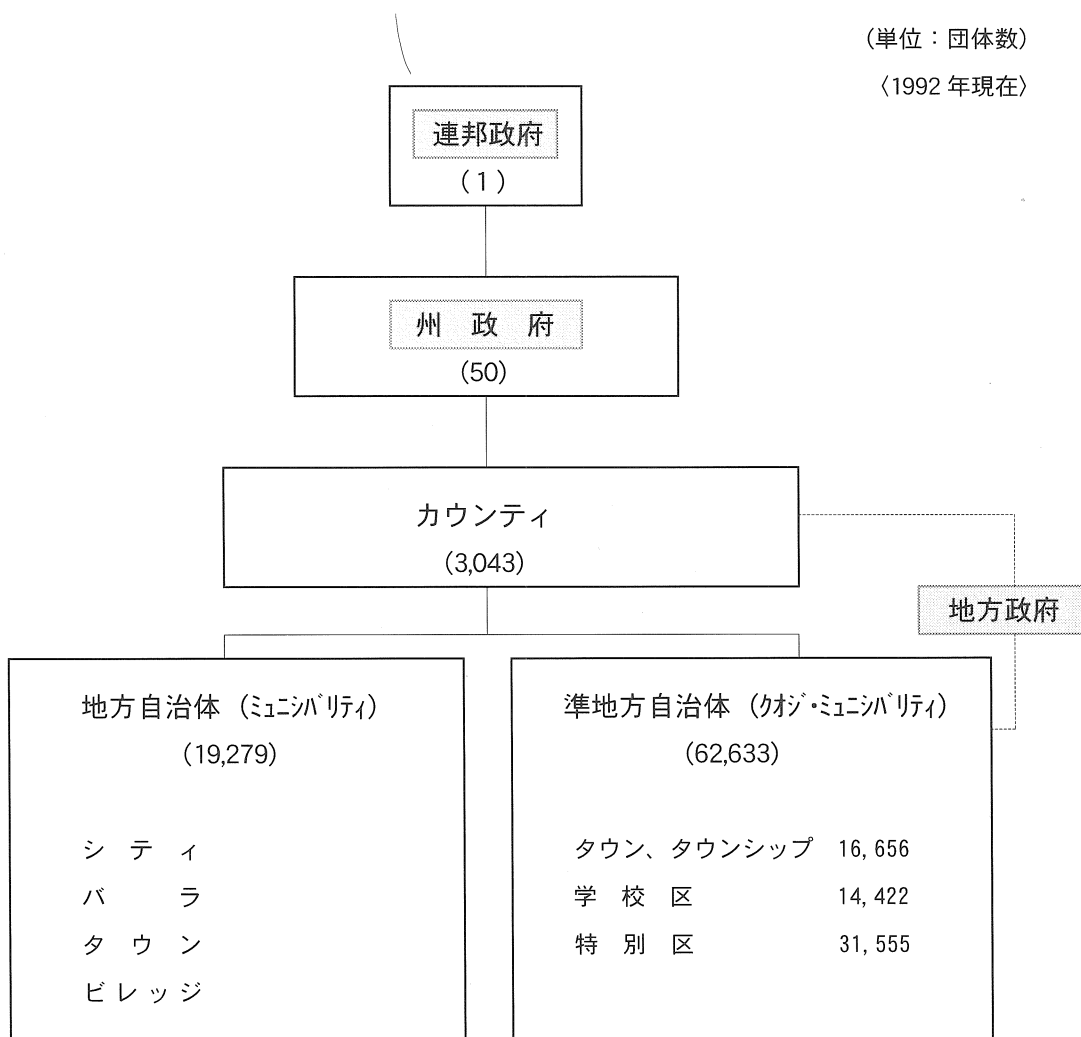 (単位：団体数)
〈1992 年現在〉
連邦政府
(1)
州 政 府
(50)
カウンティ
(3,043)
地方政府
地方自治体 (ﾐｭﾆｼﾊﾞﾘﾃｨ)
(19,279)
シ テ ィ
バ ラ
タ ウ ン
ビ レ ッ ジ
準地方自治体 (ｸｵｼﾞ･ﾐｭﾆｼﾊﾞﾘﾃｨ)
(62,633)
タウン、タウンシップ 16,656
学 校 区 14,422
特 別 区 31,555